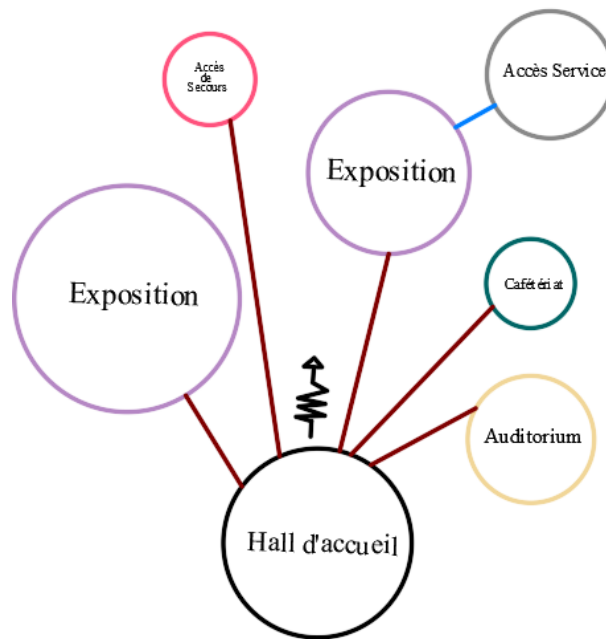 Accès
de
Secours
Accès Service
Exposition
Exposition
Cafétériat
Auditorium
Hall d'accueil